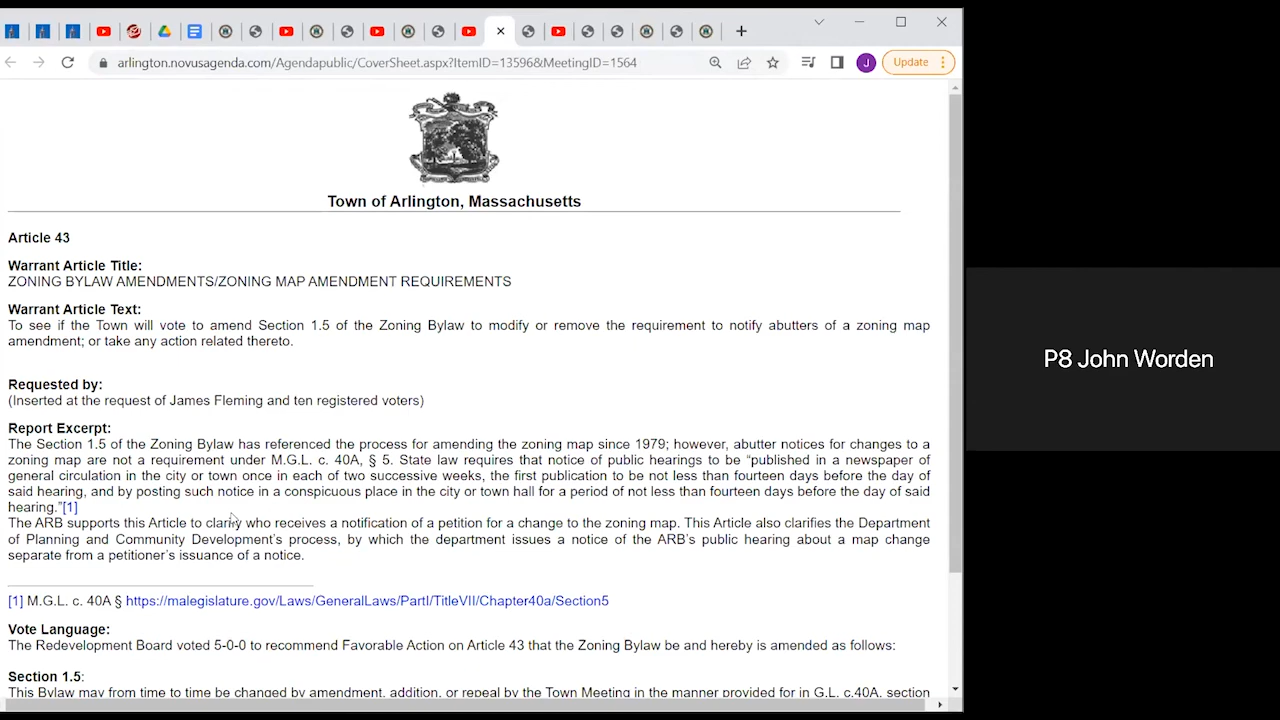 arlington.novusagenda.com/Agendapublic/CoverSheet.aspx?ItemID=13596&MeetingID=1564
J
Update
Town of Arlington, Massachusetts
Article 43
Warrant Article Title:
ZONING BYLAW AMENDMENTS/ZONING MAP AMENDMENT REQUIREMENTS
Warrant Article Text:
To see if the Town will vote to amend Section 1.5 of the Zoning Bylaw to modify or remove the requirement to notify abutters of a zoning map
amendment; or take any action related thereto.
Requested by:
(Inserted at the request of James Fleming and ten registered voters)
Report Excerpt:
The Section 1.5 of the Zoning Bylaw has referenced the process for amending the zoning map since 1979; however, abutter notices for changes to a
zoning map are not a requirement under M.G.L. c. 40A, § 5. State law requires that notice of public hearings to be “published in a newspaper of
general circulation in the city or town once in each of two successive weeks, the first publication to be not less than fourteen days before the day of
said hearing, and by posting such notice in a conspicuous place in the city or town hall for a period of not less than fourteen days before the day of said
hearing.”[1]
The ARB supports this Article to clarify who receives a notification of a petition for a change to the zoning map. This Article also clarifies the Department
of Planning and Community Development’s process, by which the department issues a notice of the ARB’s public hearing about a map change
separate from a petitioner’s issuance of a notice.
[1] M.G.L. c. 40A § https://malegislature.gov/Laws/GeneralLaws/PartI/TitleVII/Chapter40a/Section5
Vote Language:
The Redevelopment Board voted 5-0-0 to recommend Favorable Action on Article 43 that the Zoning Bylaw be and hereby is amended as follows:
Section 1.5:
This Bylaw may from time to time be changed by amendment, addition, or repeal by the Town Meeting in the manner provided for in G.L. c.40A, section
P8 John Worden